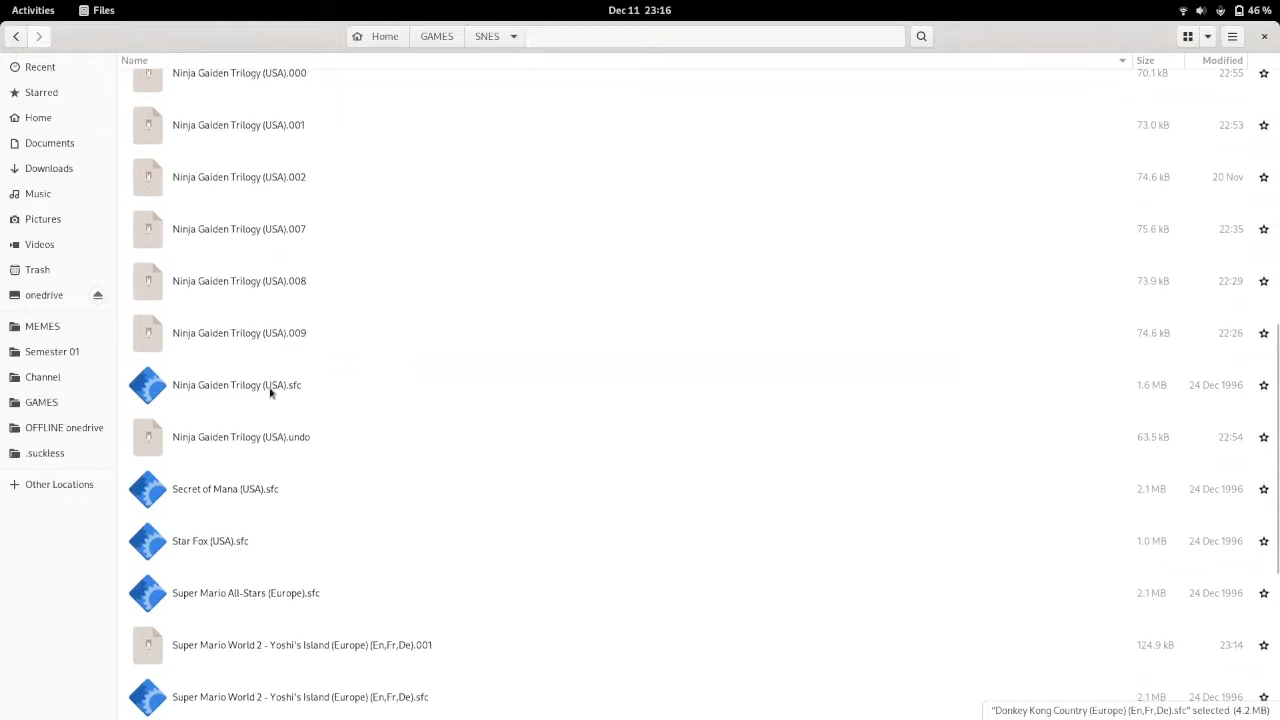 Activities Files Dec 11 23:16 46 %
Home GAMES SNES
Name Size Modified
Recent
Starred
Home
Documents
Downloads
Music
Pictures
Videos
Trash
onedrive
MEMES
Semester 01
Channel
GAMES
OFFLINE onedrive
.suckless
Other Locations
Ninja Gaiden Trilogy (USA).000 70.1 kB 22:55
Ninja Gaiden Trilogy (USA).001 73.0 kB 22:53
Ninja Gaiden Trilogy (USA).002 74.6 kB 20 Nov
Ninja Gaiden Trilogy (USA).007 75.6 kB 22:35
Ninja Gaiden Trilogy (USA).008 73.9 kB 22:29
Ninja Gaiden Trilogy (USA).009 74.6 kB 22:26
Ninja Gaiden Trilogy (USA).sfc 1.6 MB 24 Dec 1996
Ninja Gaiden Trilogy (USA).undo 63.5 kB 22:54
Secret of Mana (USA).sfc 2.1 MB 24 Dec 1996
Star Fox (USA).sfc 1.0 MB 24 Dec 1996
Super Mario All-Stars (Europe).sfc 2.1 MB 24 Dec 1996
Super Mario World 2 - Yoshi's Island (Europe) (En,Fr,De).001 124.9 kB 23:14
Super Mario World 2 - Yoshi's Island (Europe) (En,Fr,De).sfc 2.1 MB 24 Dec 1996
"Donkey Kong Country (Europe) (En,Fr,De).sfc" selected (4.2 MB)